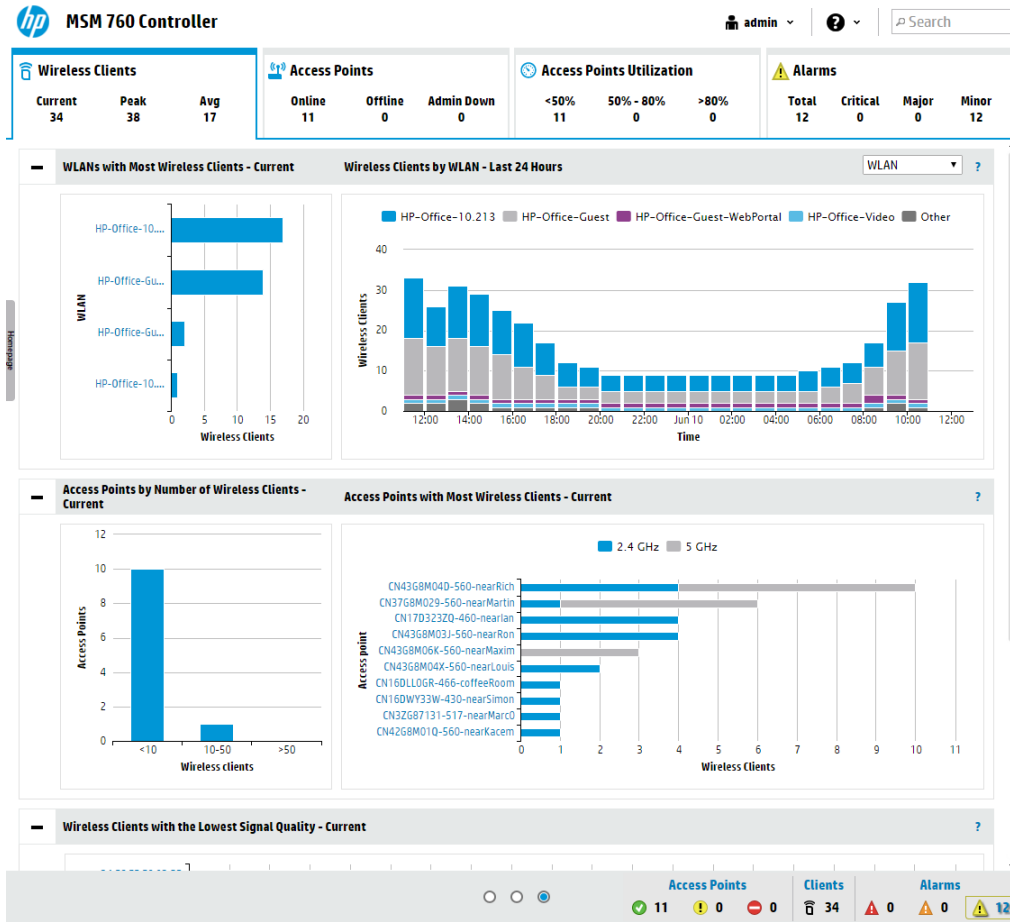 hp MSM 760 Controller
admin
?
Search
Wireless Clients
Current Peak Avg
34 38 17
Access Points
Online Offline Admin Down
11 0 0
Access Points Utilization
<50% 50% - 80% >80%
11 0 0
Alarms
Total Critical Major Minor
12 0 0 12
Homepage
WLANs with Most Wireless Clients - Current
Wireless Clients by WLAN - Last 24 Hours
WLAN
?
HP-Office-10....
HP-Office-Gu...
HP-Office-Gu...
HP-Office-10....
WLAN
0 5 10 15 20
Wireless Clients
HP-Office-10.213 HP-Office-Guest HP-Office-Guest-WebPortal HP-Office-Video Other
40
30
20
10
0
Wireless Clients
12:00 14:00 16:00 18:00 20:00 22:00 Jun 10 02:00 04:00 06:00 08:00 10:00 12:00
Time
Access Points by Number of Wireless Clients -
Current
Access Points with Most Wireless Clients - Current
?
12
10
8
6
4
2
0
Access Points
<10 10-50 >50
Wireless clients
2.4 GHz 5 GHz
CN43G8M04D-560-nearRich
CN37G8M029-560-nearMartin
CN17D323ZQ-460-nearIan
CN43G8M03J-560-nearRon
CN43G8M06K-560-nearMaxim
CN43G8M04X-560-nearLouis
CN16DLL0GR-466-coffeeRoom
CN16DWY33W-430-nearSimon
CN3ZG87131-517-nearMarcO
CN42G8M01Q-560-nearKacem
Access point
0 1 2 3 4 5 6 7 8 9 10 11
Wireless Clients
Wireless Clients with the Lowest Signal Quality - Current
?
Access Points Clients Alarms
11 0 0 34 0 0 12